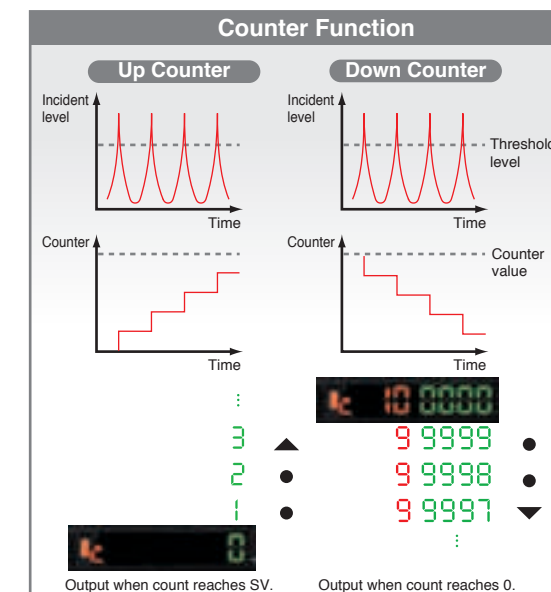 Counter Function
Up Counter
Down Counter
Incident
level
Time
Incident
level
Threshold
level
Time
Counter
Time
Counter
Counter
value
Time
3
2
1
0
10 0000
9 9999
9 9998
9 9997
Output when count reaches SV.
Output when count reaches 0.